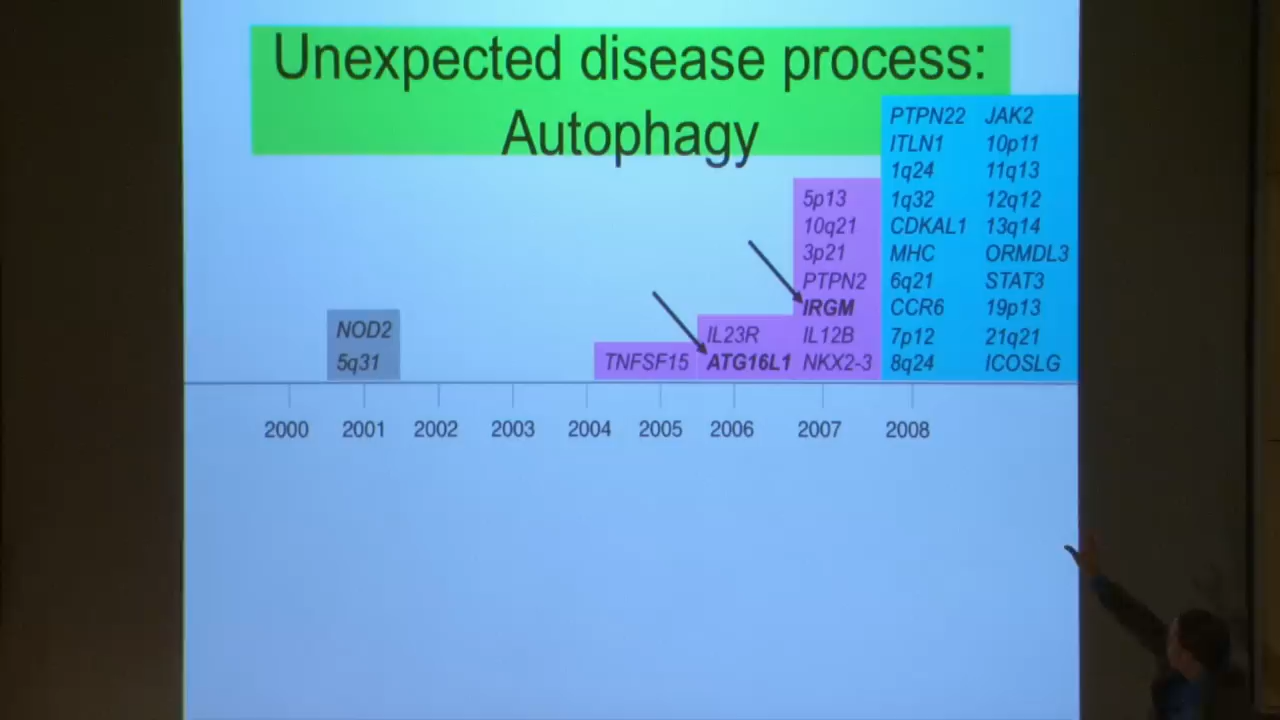 Unexpected disease process:
Autophagy
PTPN22 JAK2
ITLN1 10p11
1q24 11q13
5p13 1q32 12q12
10q21 CDKAL1 13q14
3p21 MHC ORMDL3
PTPN2 6q21 STAT3
IRGM CCR6 19p13
NOD2 IL23R IL12B 7p12 21q21
5q31 TNFSF15 ATG16L1 NKX2-3 8q24 ICOSLG
2000 2001 2002 2003 2004 2005 2006 2007 2008